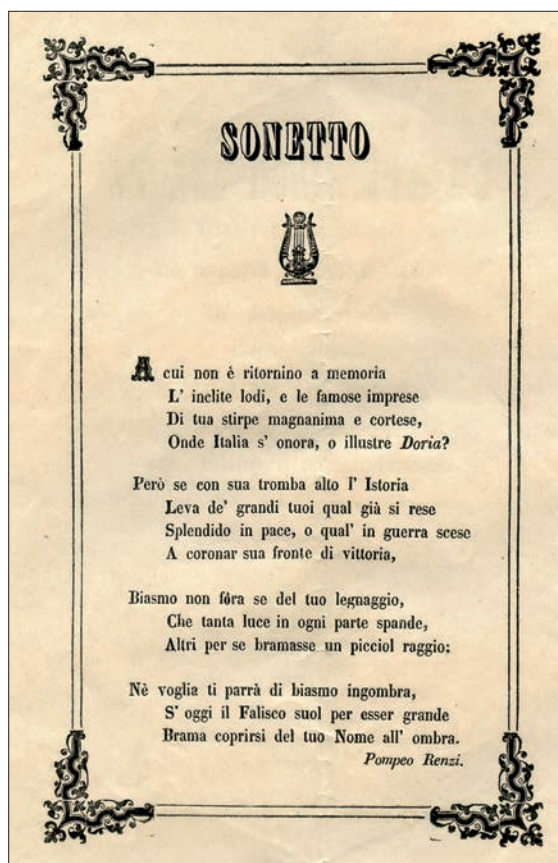 SONETTO
A cui non è ritornino a memoria
L' inclite lodi, e le famose imprese
Di tua stirpe magnanima e cortese,
Onde Italia s' onora, o illustre Doria?
Però se con sua tromba alto l' Istoria
Leva de' grandi tuoi qual già si rese
Splendido in pace, o qual' in guerra scese
A coronar sua fronte di vittoria,
Biasmo non fôra se del tuo legnaggio,
Che tanta luce in ogni parte spande,
Altri per se bramasse un picciol raggio:
Nè voglia ti parrà di biasmo ingombra,
S' oggi il Falisco suol per esser grande
Brama coprirsi del tuo Nome all' ombra.
Pompeo Renzi.